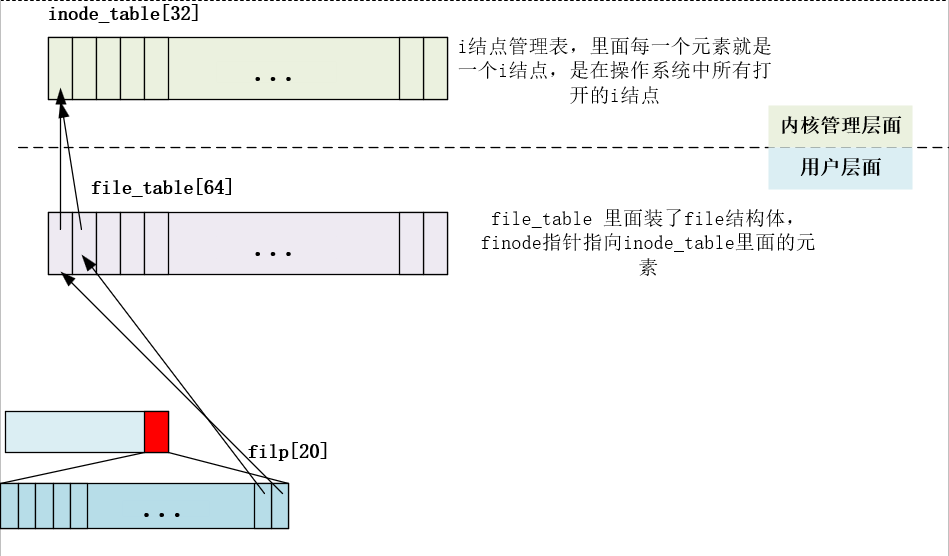 inode_table[32]
i结点管理表，里面每一个元素就是
一个i结点，是在操作系统中所有打
开的i结点
...
内核管理层面
用户层面
file_table[64]
file_table 里面装了file结构体，
finode指针指向inode_table里面的元
素
...
filp[20]
...